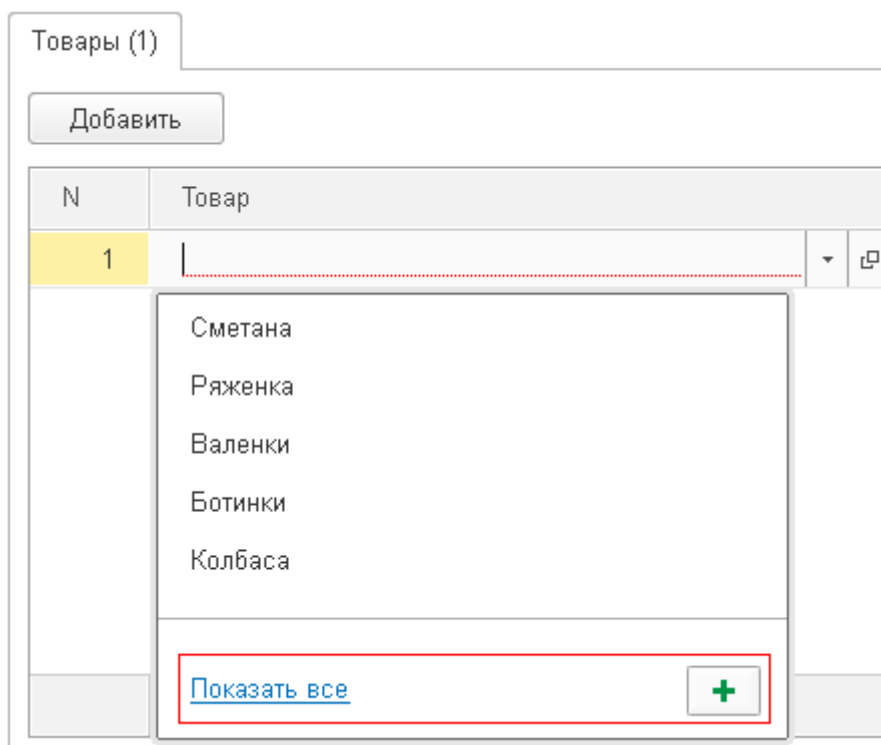 Товары (1)
Добавить
N Товар
1
Сметана
Ряженка
Валенки
Ботинки
Колбаса
Показать все